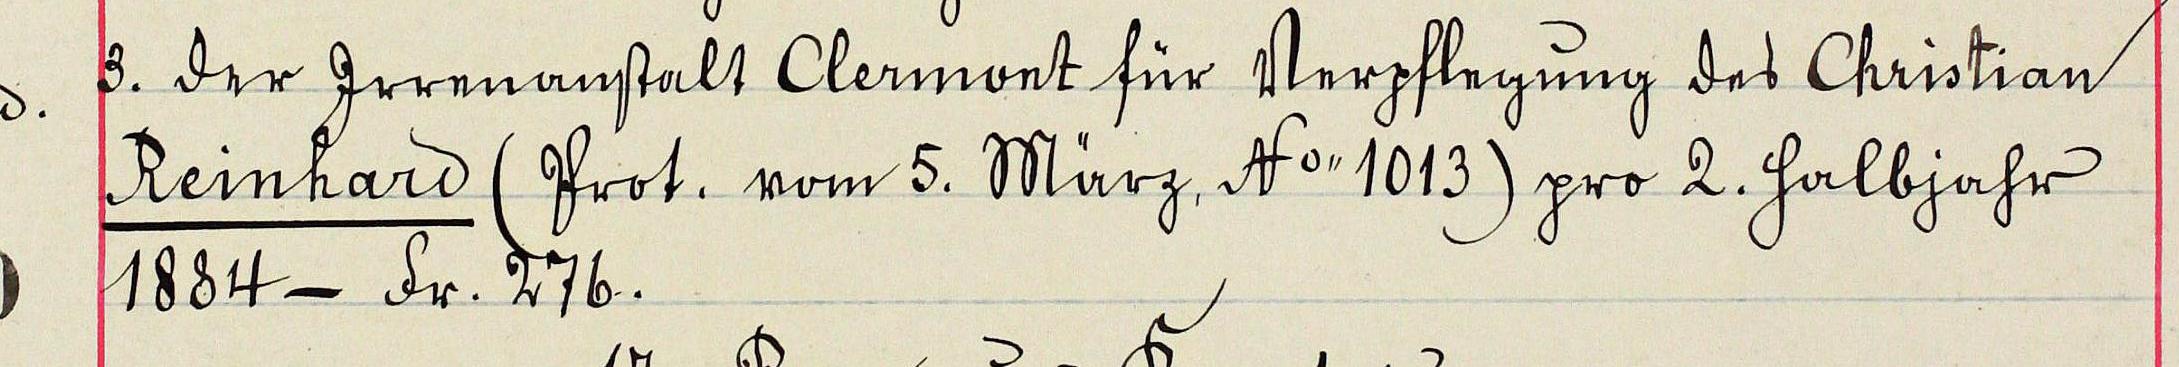 3. der Irrenanstalt Clermont für Verpflegung des Christian
Reinhard (Prot. vom 5. März, No. 1013) pro 2. Halbjahr
1884 — Fr. 276.